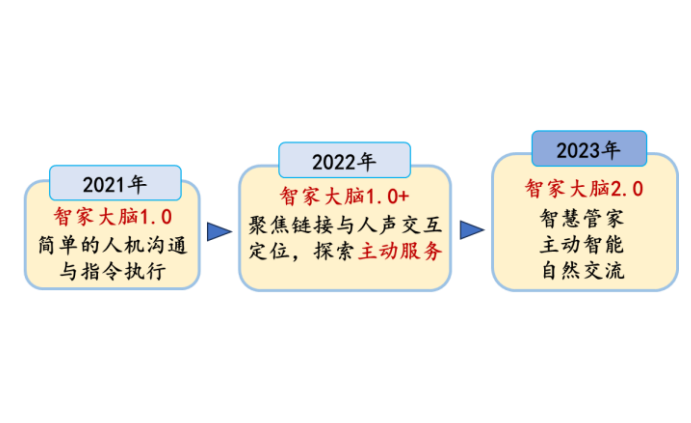 2021年
智家大脑1.0
简单的人机沟通
与指令执行
2022年
智家大脑1.0+
聚焦链接与人声交互
定位，探索主动服务
2023年
智家大脑2.0
智慧管家
主动智能
自然交流